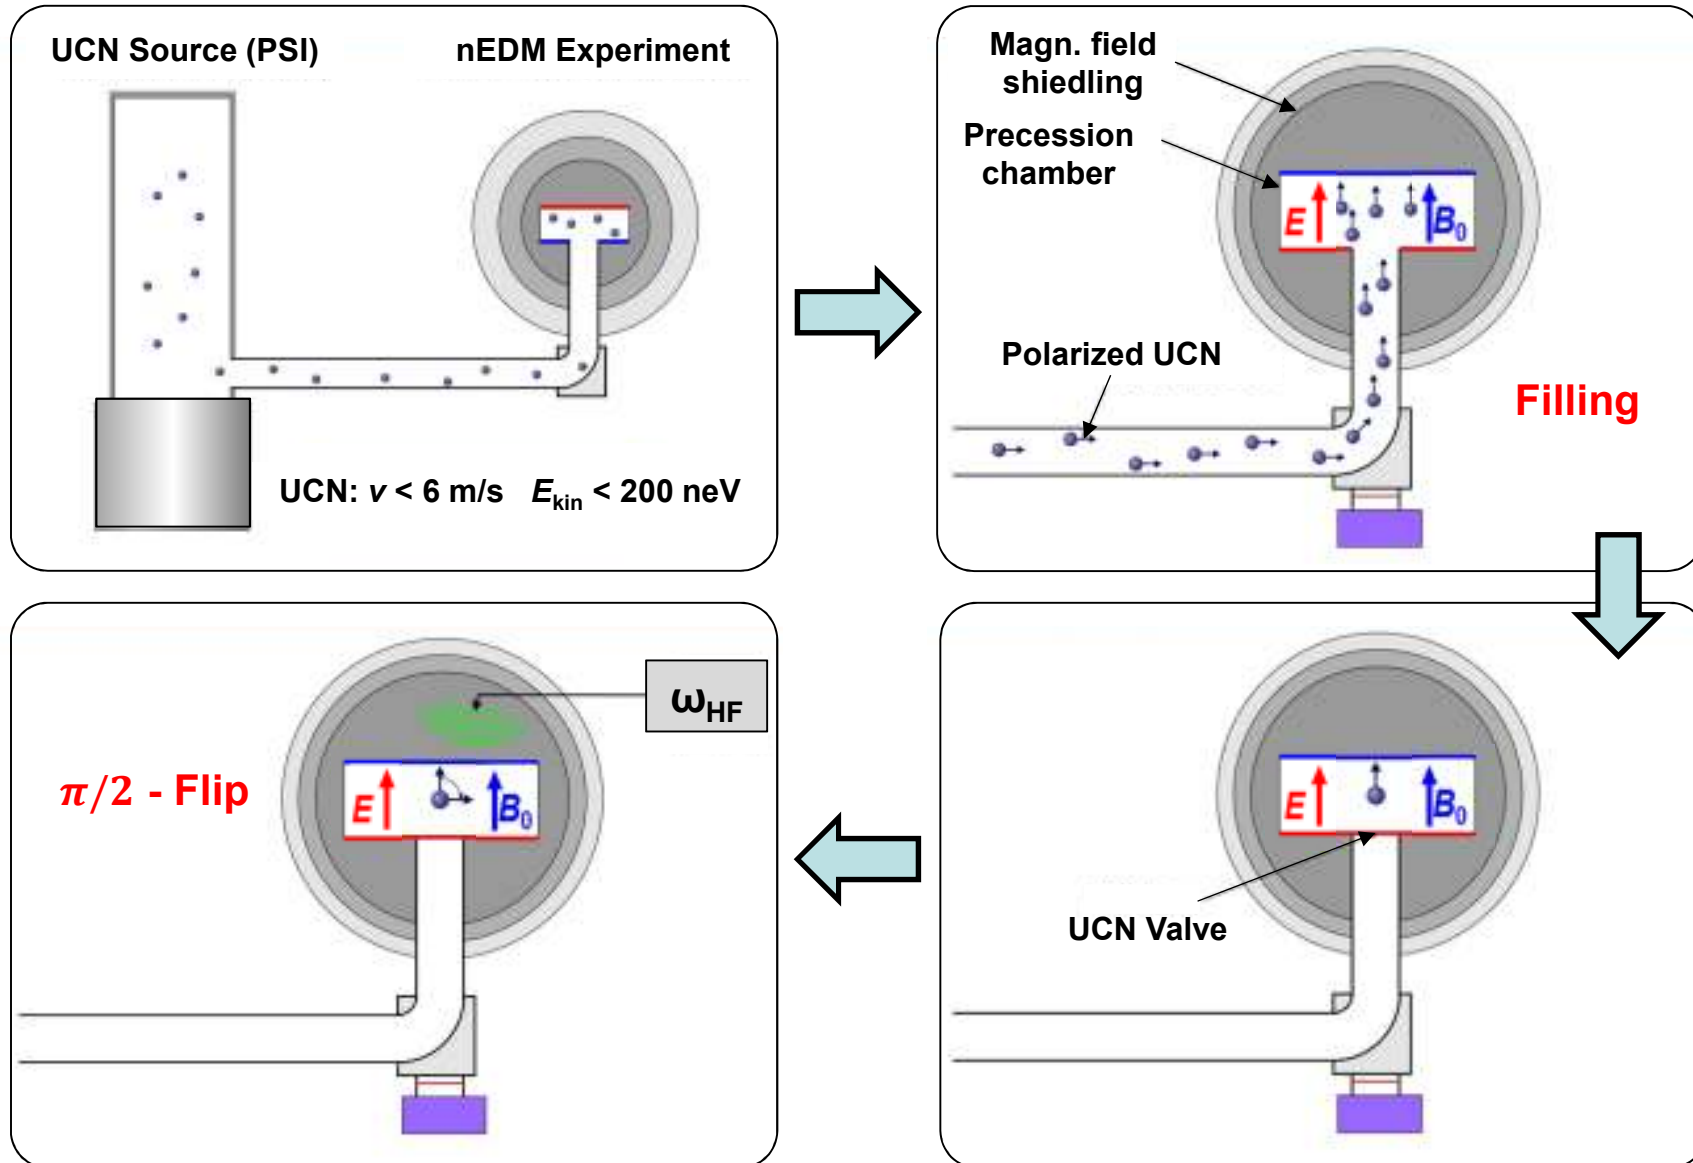 UCN Source (PSI)
nEDM Experiment
UCN: v < 6 m/s E_kin < 200 neV
Magn. field
shiedling
Precession
chamber
E
B₀
Polarized UCN
Filling
ω_HF
π/2 - Flip
E
B₀
E
B₀
UCN Valve